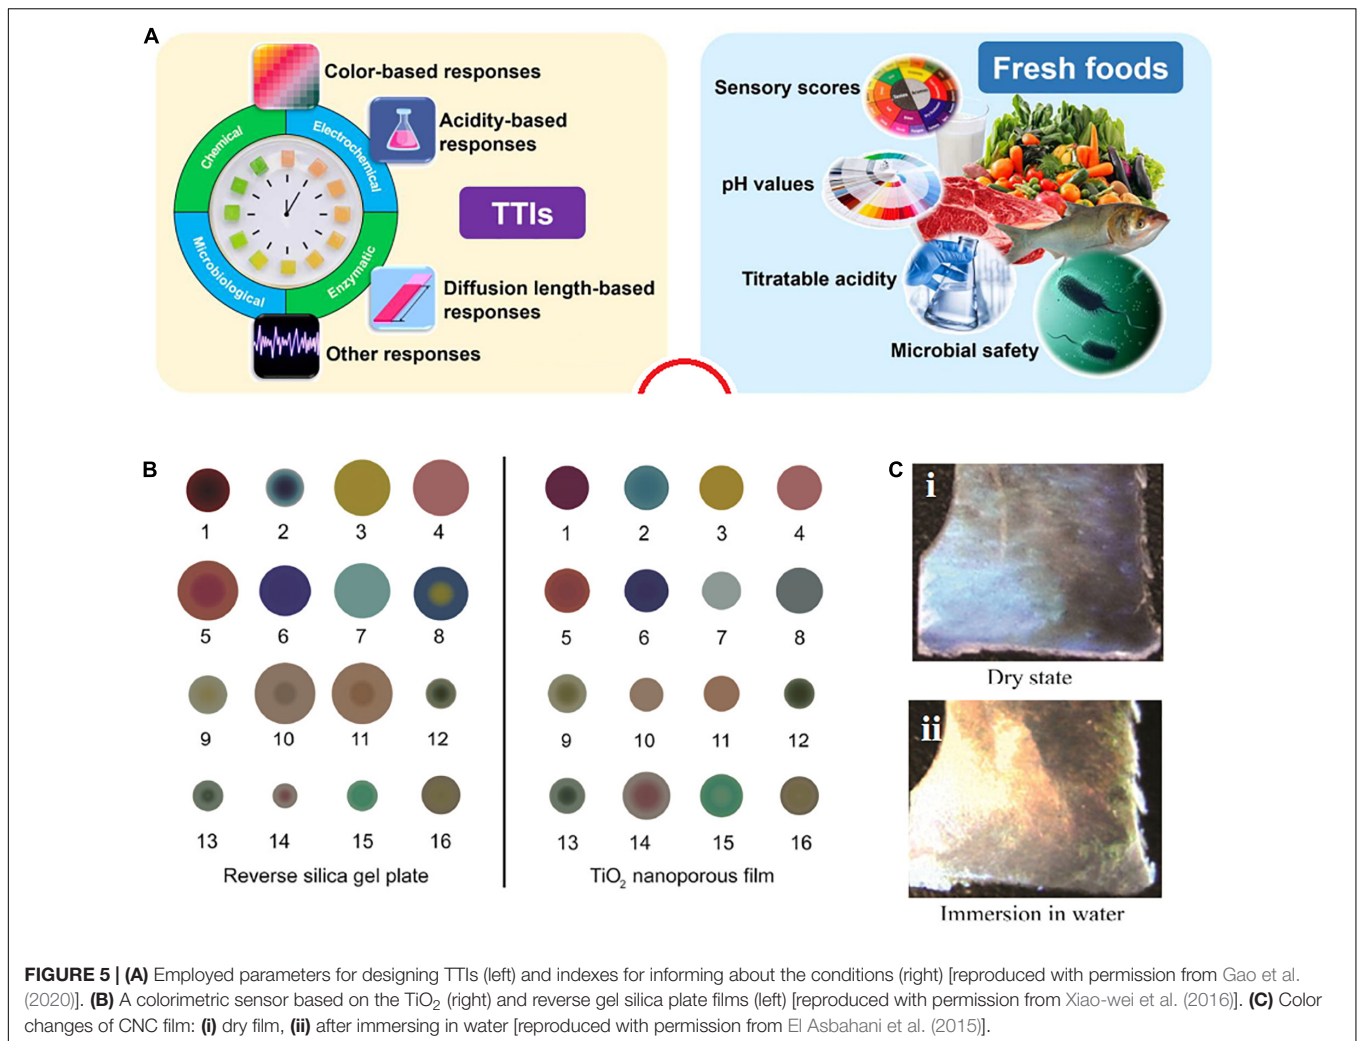 A
Color-based responses
Acidity-based
responses
Chemical
Electrochemical
Microbiological
Enzymatic
TTIs
Diffusion length-based
responses
Other responses
Fresh foods
Sensory scores
pH values
Titratable acidity
Microbial safety
B
1 2 3 4
5 6 7 8
9 10 11 12
13 14 15 16
Reverse silica gel plate
1 2 3 4
5 6 7 8
9 10 11 12
13 14 15 16
TiO2 nanoporous film
C
i
Dry state
ii
Immersion in water
FIGURE 5 | (A) Employed parameters for designing TTIs (left) and indexes for informing about the conditions (right) [reproduced with permission from Gao et al.
(2020)]. (B) A colorimetric sensor based on the TiO2 (right) and reverse gel silica plate films (left) [reproduced with permission from Xiao-wei et al. (2016)]. (C) Color
changes of CNC film: (i) dry film, (ii) after immersing in water [reproduced with permission from El Asbahani et al. (2015)].